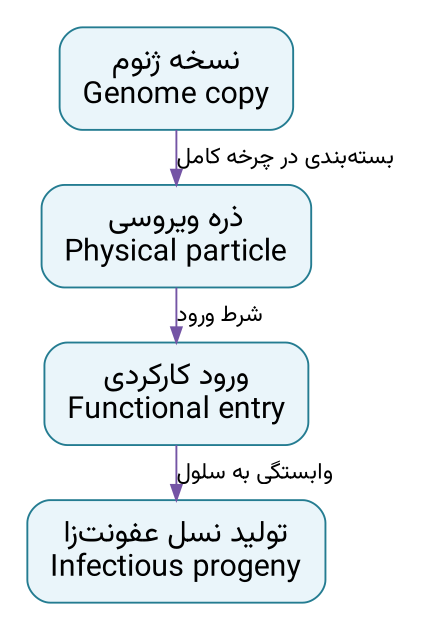 نسخه ژنوم
Genome copy
بسته‌بندی در چرخه کامل
ذره ویروسی
Physical particle
شرط ورود
ورود کارکردی
Functional entry
وابستگی به سلول
تولید نسل عفونت‌زا
Infectious progeny